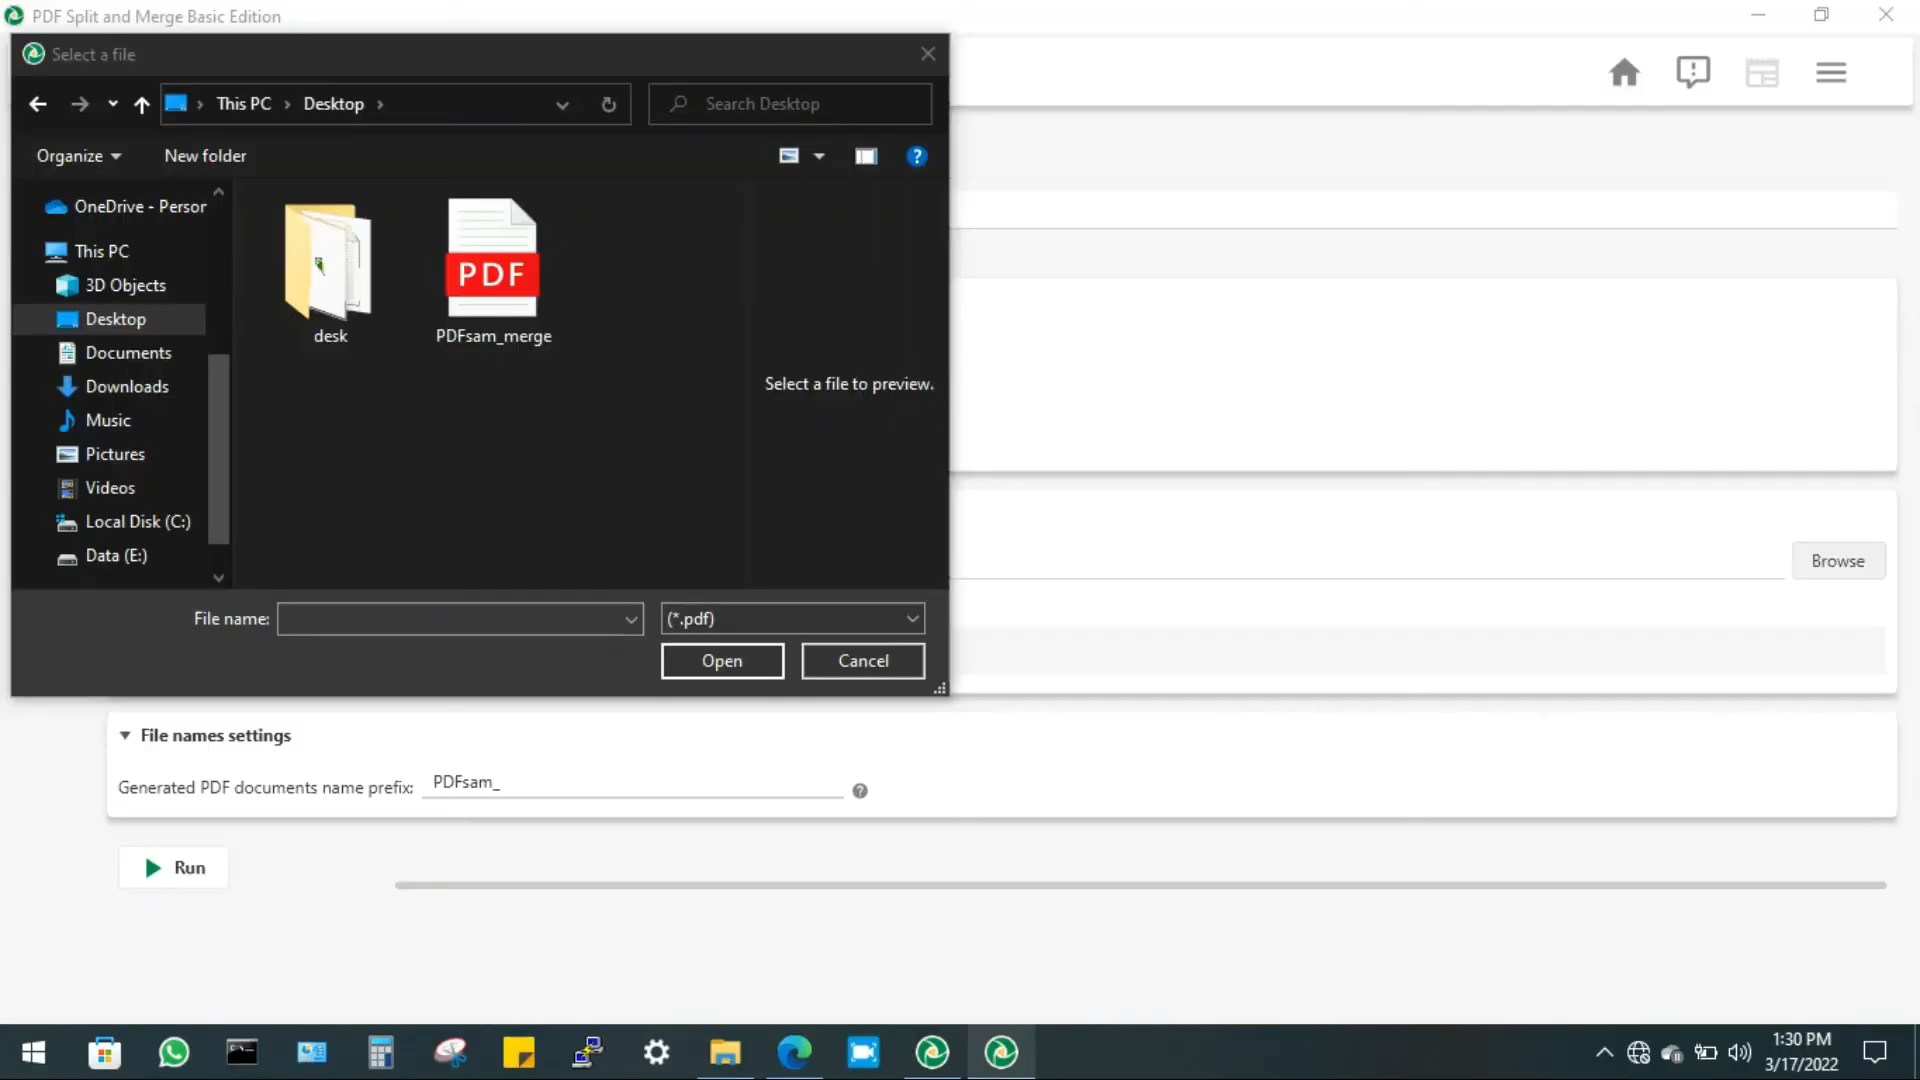 PDF Split and Merge Basic Edition
Select a file
This PC
Desktop
Search Desktop
Organize
New folder
OneDrive - Person
This PC
3D Objects
Desktop
Documents
Downloads
Music
Pictures
Videos
Local Disk (C:)
Data (E:)
desk
PDF
PDFsam_merge
Select a file to preview.
File name:
(*.pdf)
Open
Cancel
Browse
File names settings
Generated PDF documents name prefix:
PDFsam_
Run
1:30 PM
3/17/2022